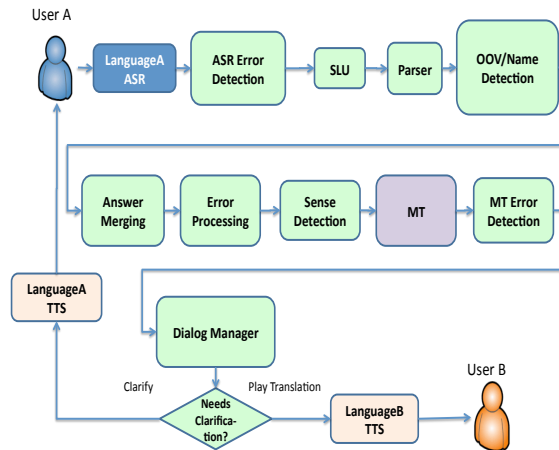 User A
LanguageA
ASR
ASR Error
Detection
SLU
Parser
OOV/Name
Detection
Answer
Merging
Error
Processing
Sense
Detection
MT
MT Error
Detection
LanguageA
TTS
Dialog Manager
Clarify
Play Translation
Needs
Clarifica-
tion?
LanguageB
TTS
User B